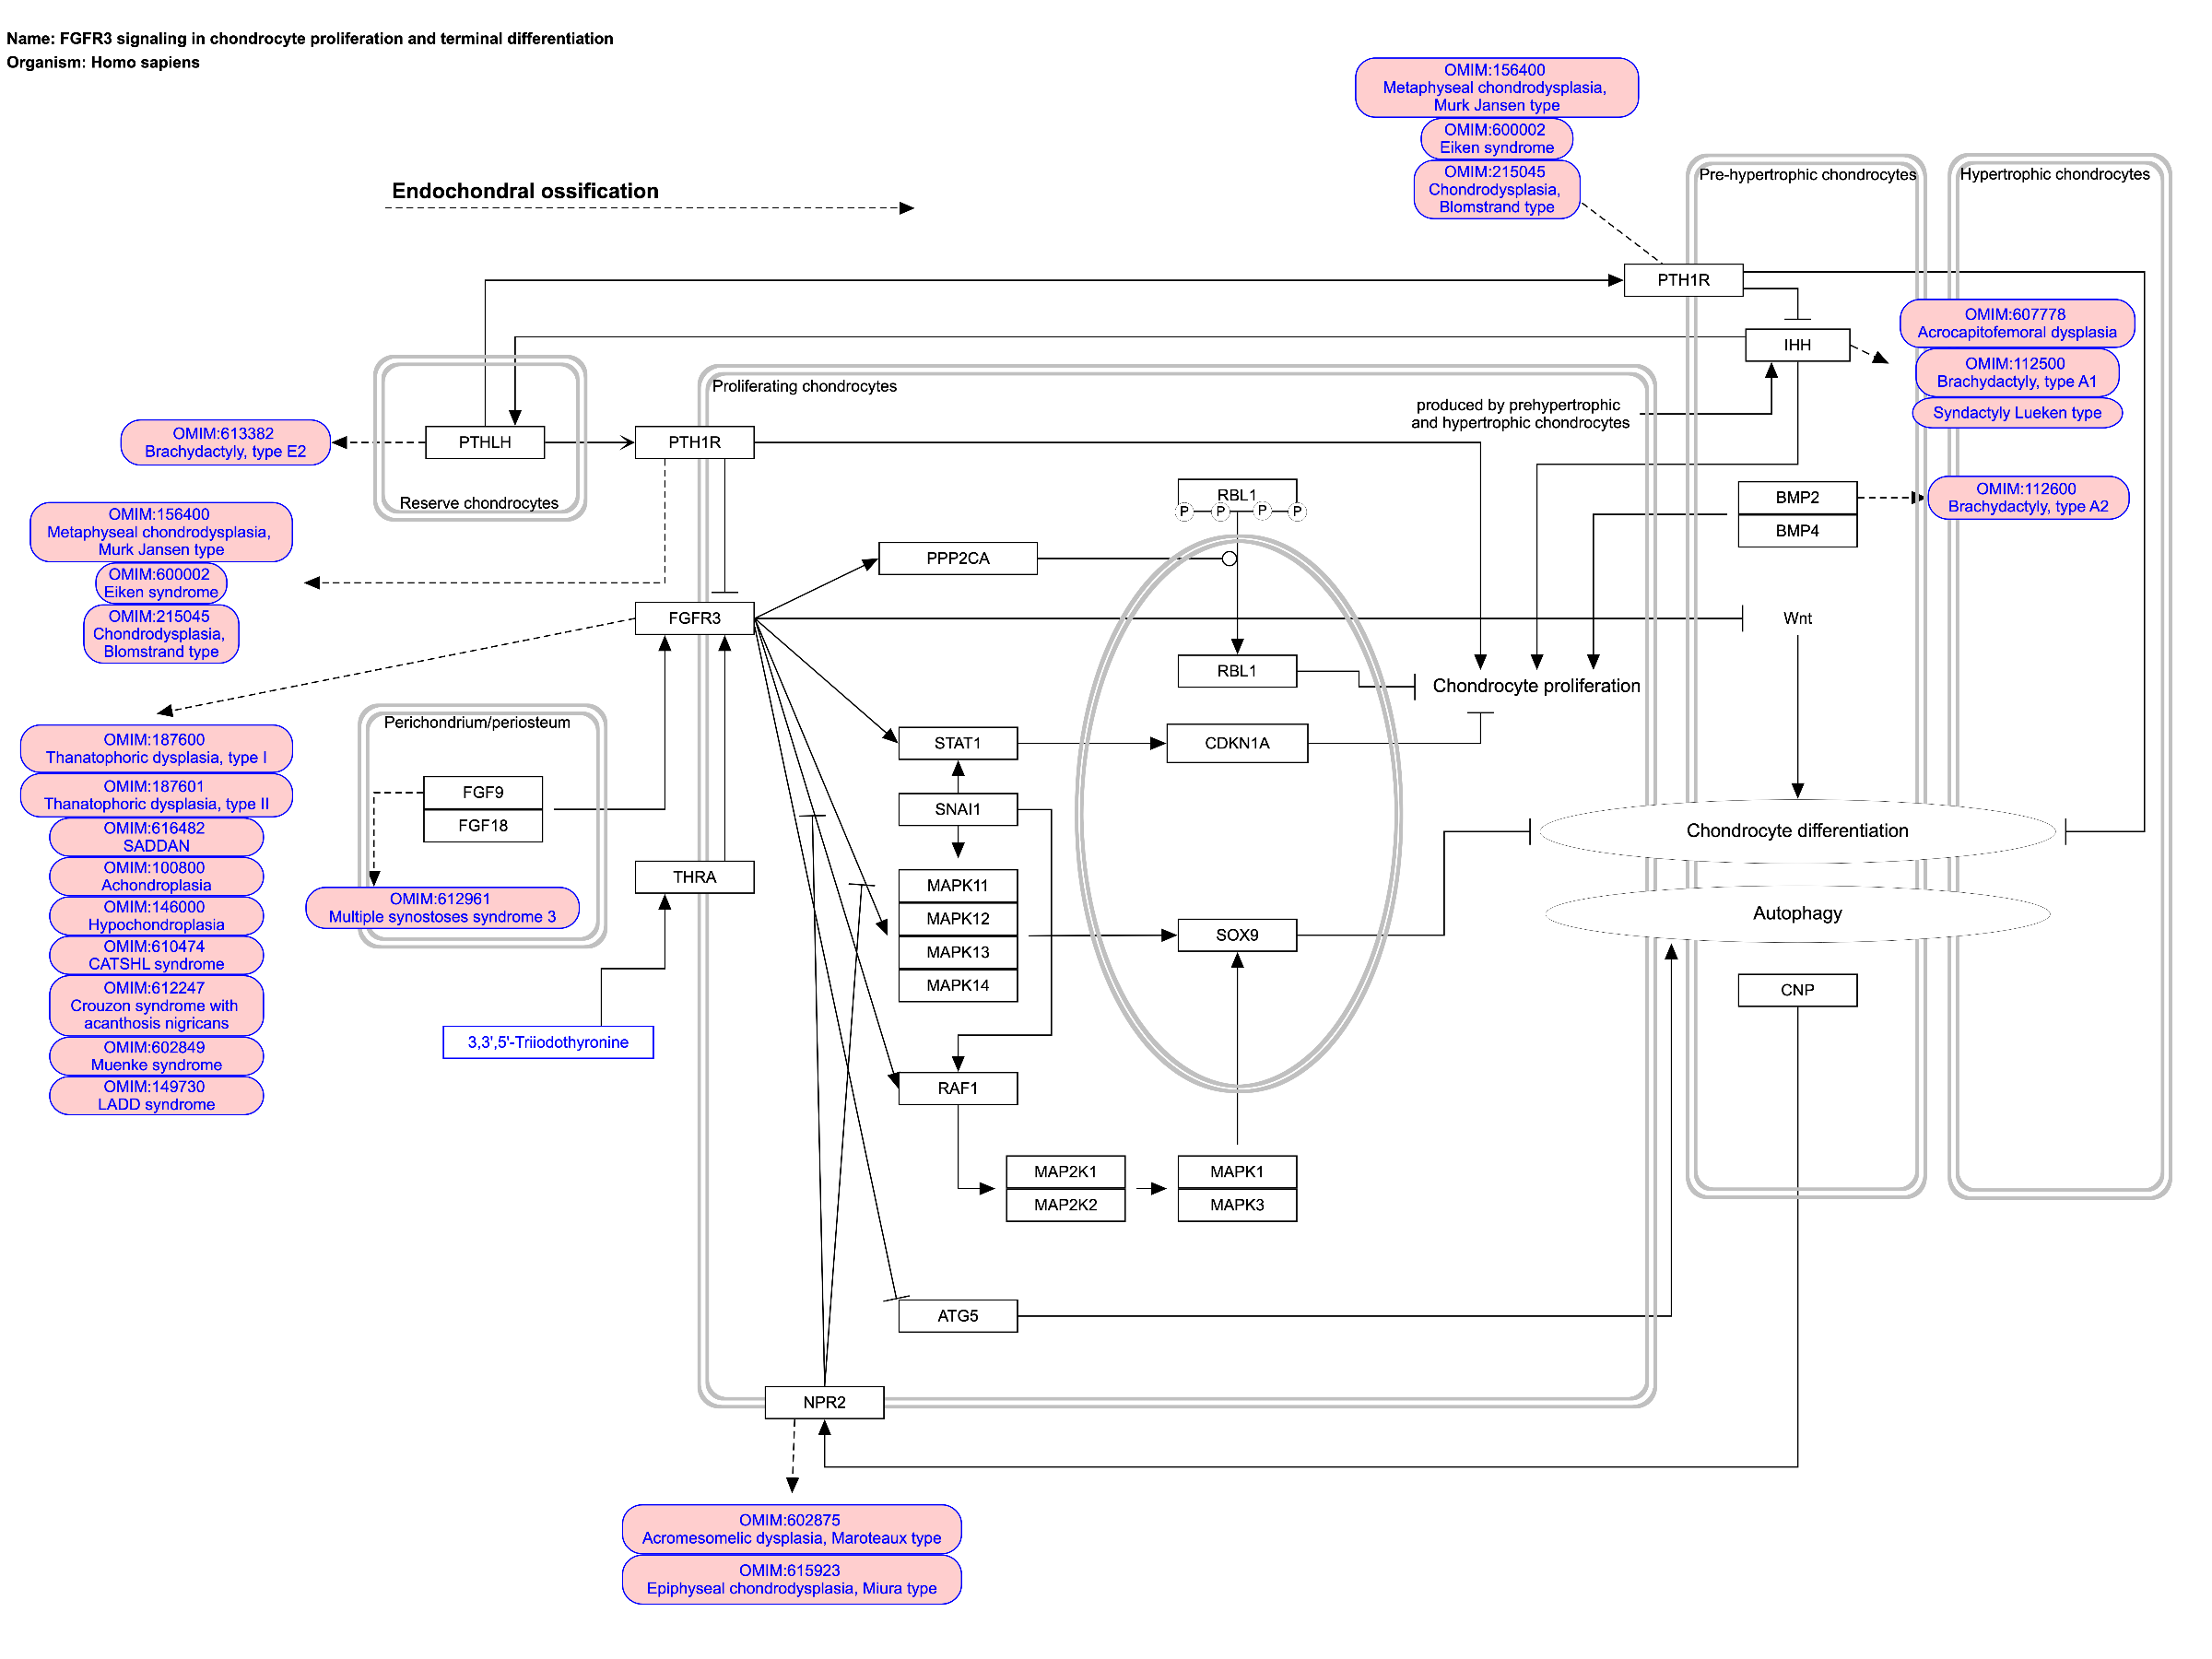 Name: FGFR3 signaling in chondrocyte proliferation and terminal differentiation
Organism: Homo sapiens
OMIM:156400
Metaphyseal chondrodysplasia,
Murk Jansen type
OMIM:600002
Eiken syndrome
OMIM:215045
Chondrodysplasia,
Blomstrand type
Endochondral ossification
Pre-hypertrophic chondrocytes
Hypertrophic chondrocytes
PTH1R
OMIM:607778
Acrocapitofemoral dysplasia
IHH
OMIM:112500
Brachydactyly, type A1
Syndactyly Lueken type
Proliferating chondrocytes
produced by prehypertrophic
and hypertrophic chondrocytes
OMIM:613382
Brachydactyly, type E2
PTHLH
PTH1R
Reserve chondrocytes
RBL1
P
P
P
P
BMP2
BMP4
OMIM:112600
Brachydactyly, type A2
OMIM:156400
Metaphyseal chondrodysplasia,
Murk Jansen type
OMIM:600002
Eiken syndrome
OMIM:215045
Chondrodysplasia,
Blomstrand type
PPP2CA
FGFR3
Wnt
RBL1
Chondrocyte proliferation
Perichondrium/periosteum
OMIM:187600
Thanatophoric dysplasia, type I
OMIM:187601
Thanatophoric dysplasia, type II
OMIM:616482
SADDAN
OMIM:100800
Achondroplasia
OMIM:146000
Hypochondroplasia
OMIM:610474
CATSHL syndrome
OMIM:612247
Crouzon syndrome with
acanthosis nigricans
OMIM:602849
Muenke syndrome
OMIM:149730
LADD syndrome
FGF9
FGF18
OMIM:612961
Multiple synostoses syndrome 3
THRA
3,3',5'-Triiodothyronine
STAT1
CDKN1A
SNAI1
MAPK11
MAPK12
MAPK13
MAPK14
SOX9
Chondrocyte differentiation
Autophagy
CNP
RAF1
MAP2K1
MAP2K2
MAPK1
MAPK3
ATG5
NPR2
OMIM:602875
Acromesomelic dysplasia, Maroteaux type
OMIM:615923
Epiphyseal chondrodysplasia, Miura type